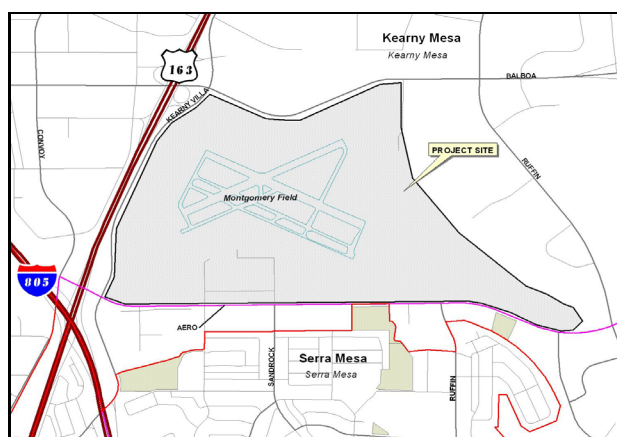 Kearny Mesa
Kearny Mesa
163
BALBOA
KEARNY VILLA
CONVOY
PROJECT SITE
RUFFIN
Montgomery Field
805
AERO
SANDROCK
Serra Mesa
Serra Mesa
RUFFIN